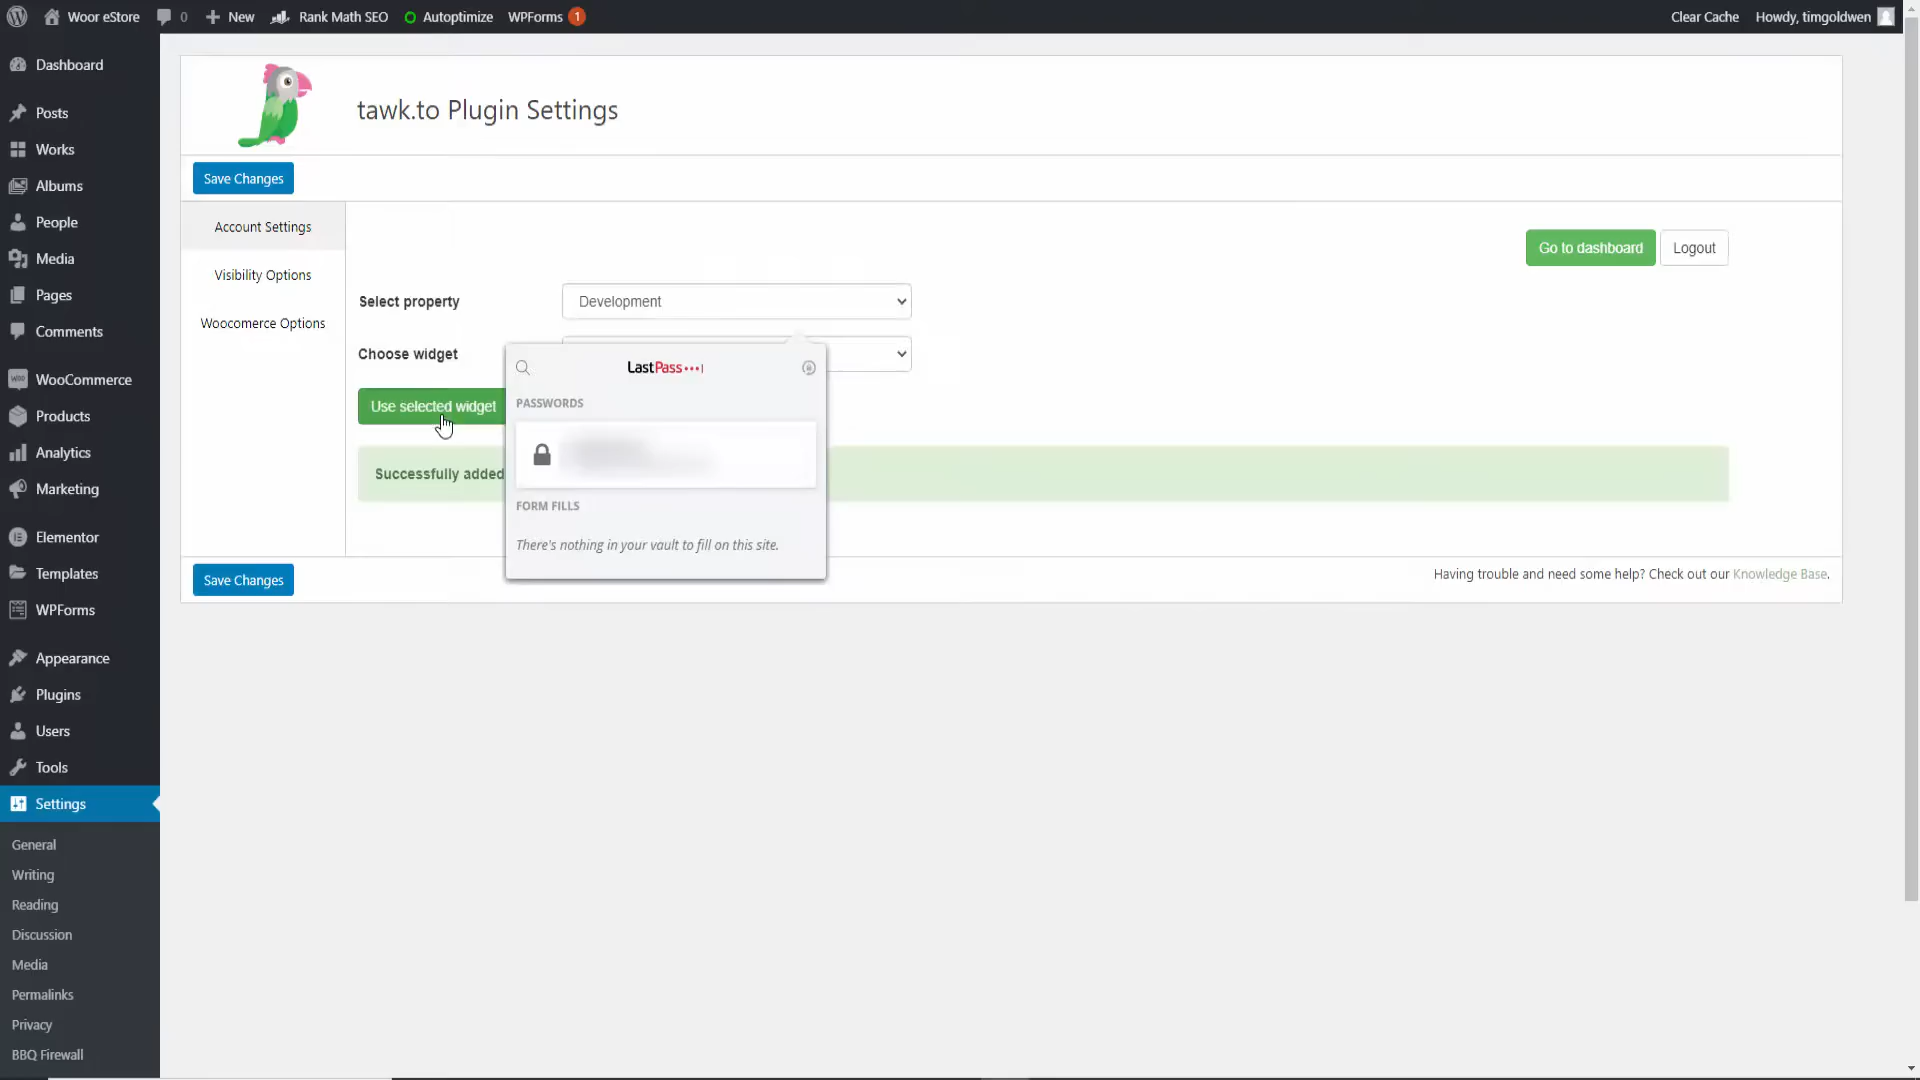 Woor eStore 0 New Rank Math SEO Autoptimize WPForms 1 Clear Cache Howdy, timgoldwen
Dashboard
Posts
Works
Albums
People
Media
Pages
Comments
WooCommerce
Products
Analytics
Marketing
Elementor
Templates
WPForms
Appearance
Plugins
Users
Tools
Settings
General
Writing
Reading
Discussion
Media
Permalinks
Privacy
BBQ Firewall
tawk.to Plugin Settings
Save Changes
Account Settings
Visibility Options
Woocomerce Options
Go to dashboard Logout
Select property Development
Choose widget
Use selected widget
Successfully added
LastPass
PASSWORDS
FORM FILLS
There's nothing in your vault to fill on this site.
Save Changes
Having trouble and need some help? Check out our Knowledge Base.